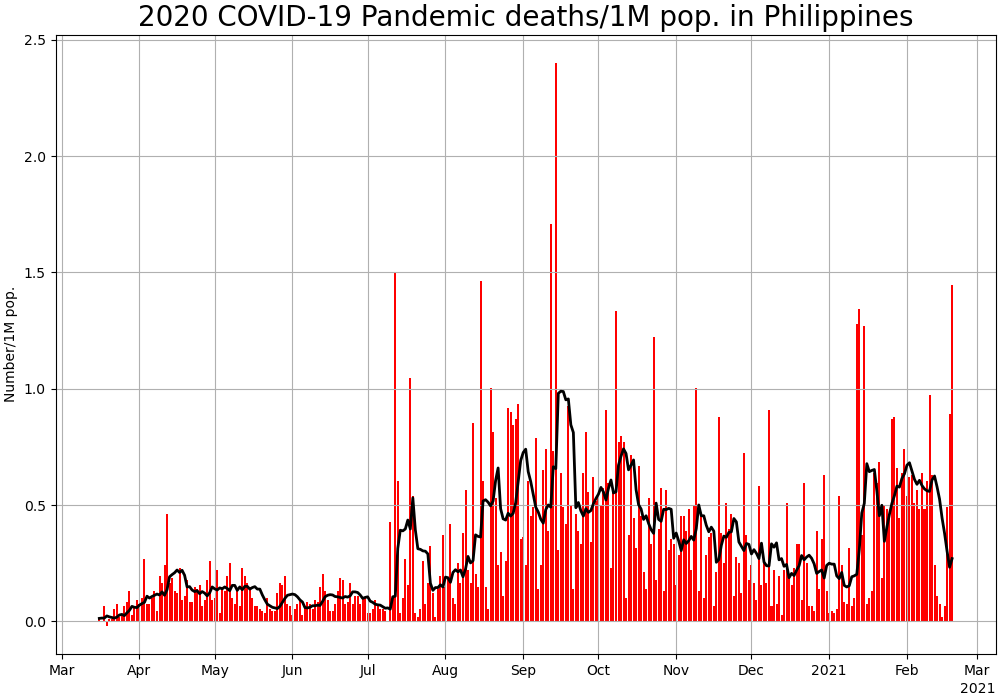 2020 COVID-19 Pandemic deaths/1M pop. in Philippines
Number/1M pop.
2.5
2.0
1.5
1.0
0.5
0.0
Mar Apr May Jun Jul Aug Sep Oct Nov Dec 2021 Feb Mar
2021